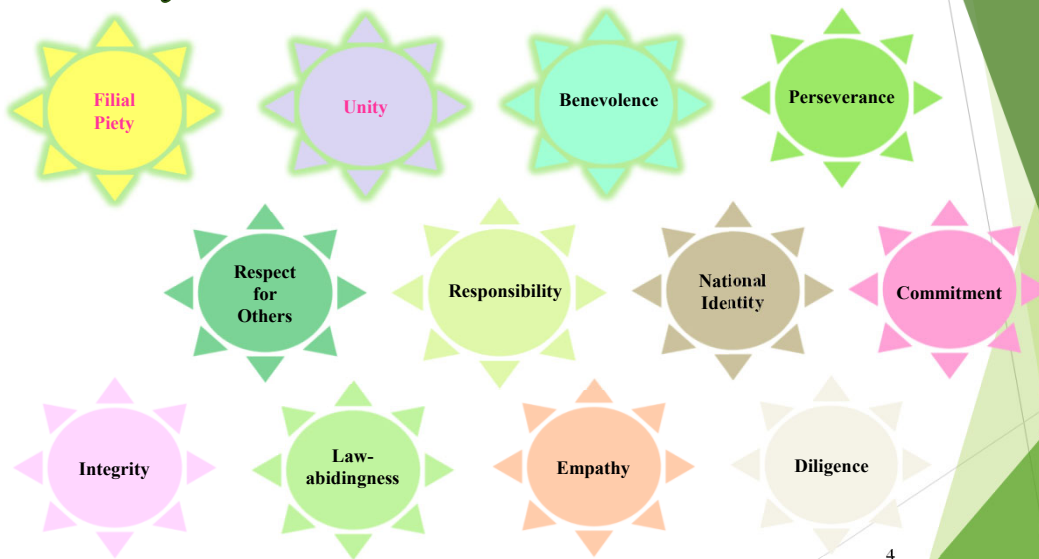 Filial
Piety
Unity
Benevolence
Perseverance
Respect
for
Others
Responsibility
National
Identity
Commitment
Integrity
Law-
abidingness
Empathy
Diligence
4